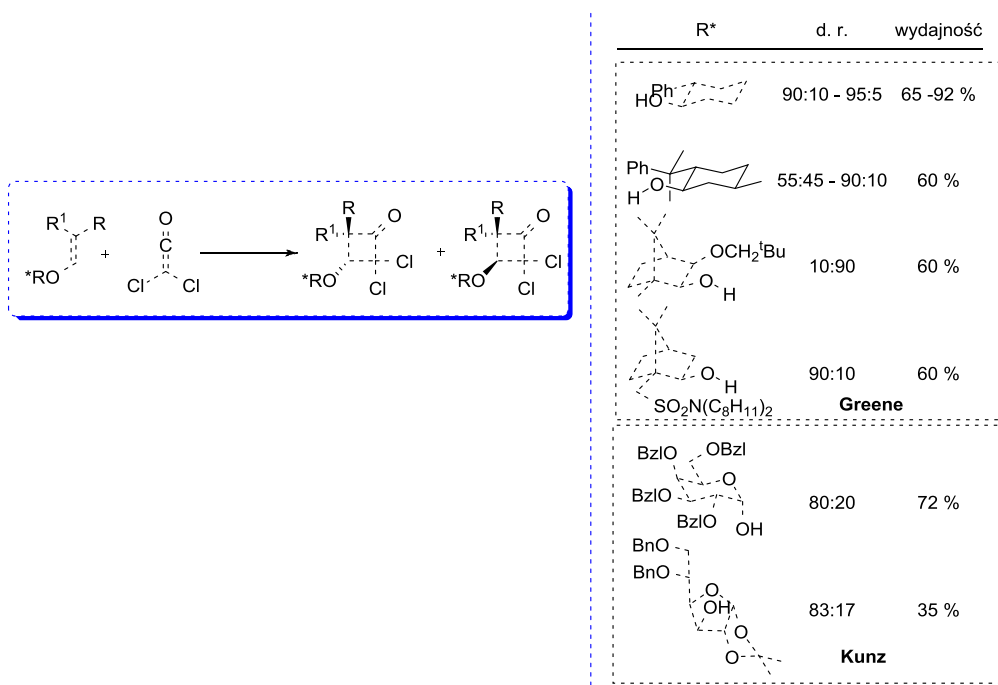 R* d. r. wydajność
Ph
HO
90:10 - 95:5 65 -92 %
Ph
H O
55:45 - 90:10 60 %
OCH₂ᵗBu
O H
10:90 60 %
O H
90:10 60 %
SO₂N(C₈H₁₁)₂ Greene
BzlO OBzl
O
BzlO
BzlO OH
80:20 72 %
BnO
BnO
O
OH
O
O
83:17 35 %
Kunz
R¹ R
*RO
+
O
C
Cl Cl
R O
R¹
*RO Cl
Cl
+
R O
R¹
*RO Cl
Cl